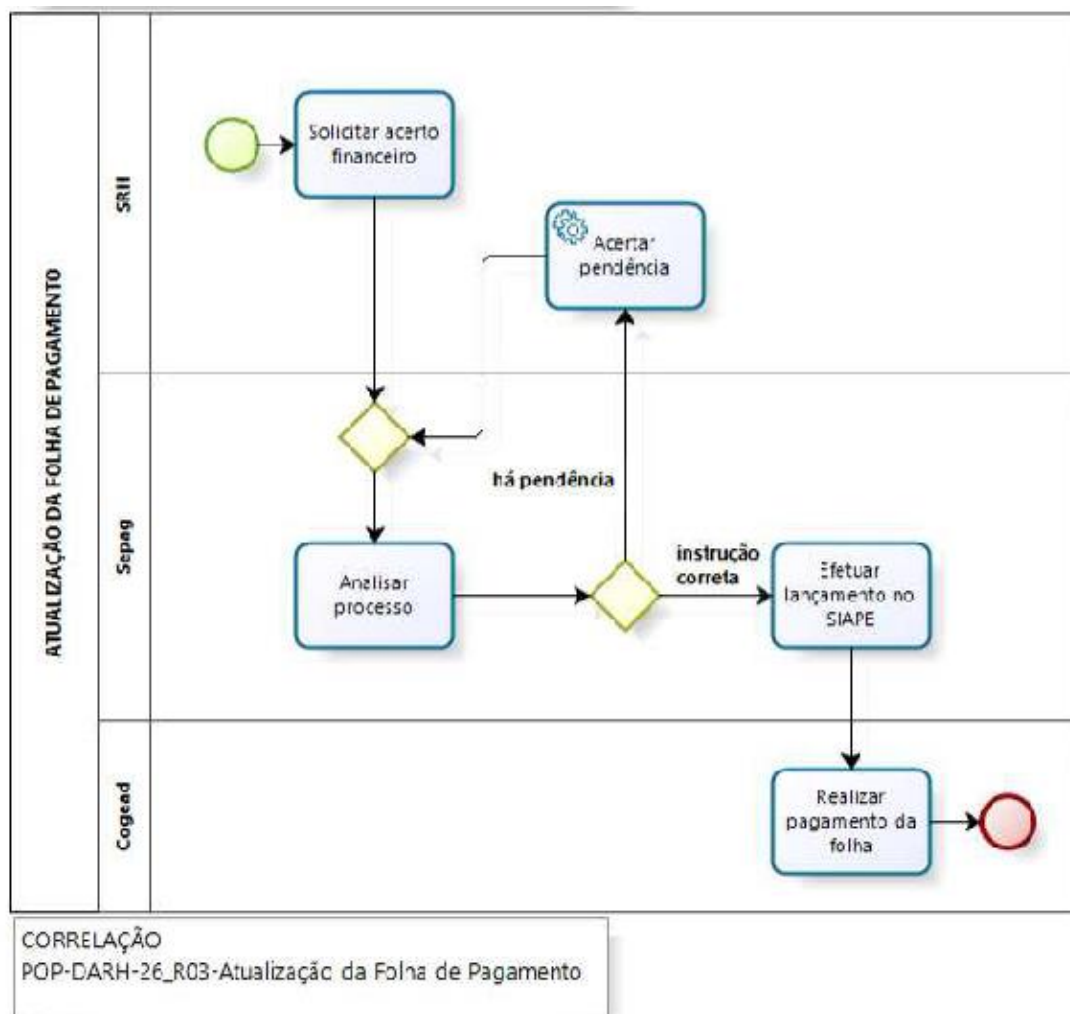 ATUALIZAÇÃO DA FOLHA DE PAGAMENTO
SRH
Solicitar acerto
financeiro
Acertar
pendência
Sepag
há pendência
Analisar
processo
instrução
correta
Efetuar
lançamento no
SIAPE
Cogead
Realizar
pagamento da
folha
CORRELAÇÃO
POP-DARH-26_R03-Atualização da Folha de Pagamento